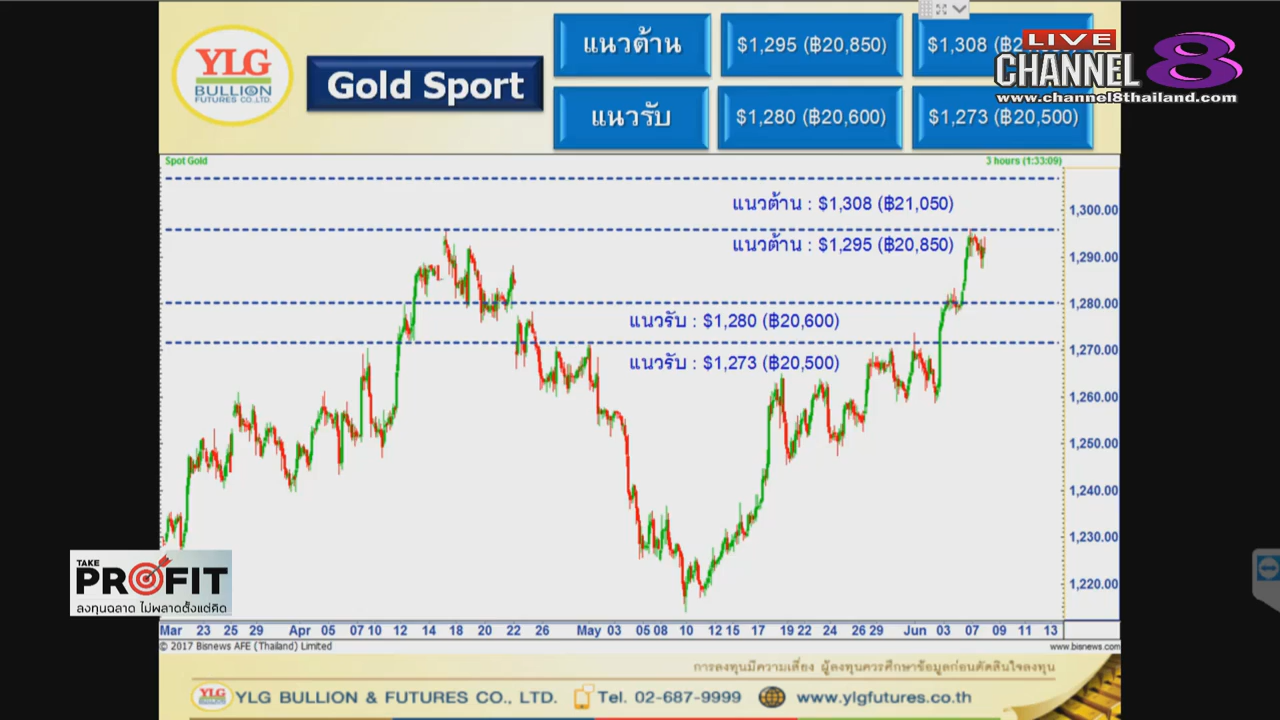 YLG
BULLION
FUTURES CO.,LTD.
Gold Sport
แนวต้าน
$1,295 (฿20,850)
$1,308
แนวรับ
$1,280 (฿20,600)
$1,273 (฿20,500)
LIVE
CHANNEL 8
www.channel8thailand.com
Spot Gold
3 hours (1:33:09)
แนวต้าน : $1,308 (฿21,050)
แนวต้าน : $1,295 (฿20,850)
แนวรับ : $1,280 (฿20,600)
แนวรับ : $1,273 (฿20,500)
1,300.00
1,290.00
1,280.00
1,270.00
1,260.00
1,250.00
1,240.00
1,230.00
1,220.00
TAKE
PROFIT
ลงทุนฉลาด ไม่พลาดตั้งแต่คิด
Mar 23 25 29 Apr 05 07 10 12 14 18 20 22 26 May 03 05 08 10 12 15 17 19 22 24 26 29 Jun 03 07 09 11 13
© 2017 Bisnews AFE (Thailand) Limited
www.bisnews.com
การลงทุนมีความเสี่ยง ผู้ลงทุนควรศึกษาข้อมูลก่อนตัดสินใจลงทุน
YLG YLG BULLION & FUTURES CO., LTD. Tel. 02-687-9999 www.ylgfutures.co.th